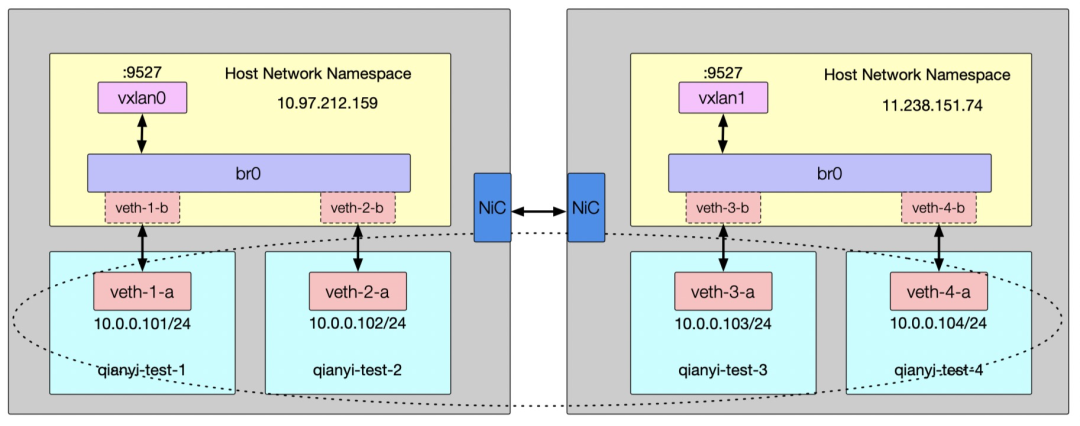 :9527
Host Network Namespace
vxlan0
10.97.212.159
br0
veth-1-b
veth-2-b
veth-1-a
veth-2-a
10.0.0.101/24
10.0.0.102/24
qianyi-test-1
qianyi-test-2
NiC
NiC
:9527
Host Network Namespace
vxlan1
11.238.151.74
br0
veth-3-b
veth-4-b
veth-3-a
veth-4-a
10.0.0.103/24
10.0.0.104/24
qianyi-test-3
qianyi-test-4